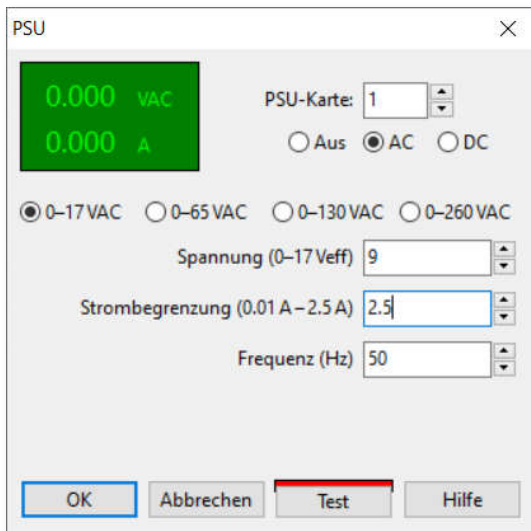 PSU
0.000 VAC
0.000 A
PSU-Karte: 1
Aus AC DC
0–17 VAC 0–65 VAC 0–130 VAC 0–260 VAC
Spannung (0–17 Veff) 9
Strombegrenzung (0.01 A – 2.5 A) 2.5
Frequenz (Hz) 50
OK Abbrechen Test Hilfe